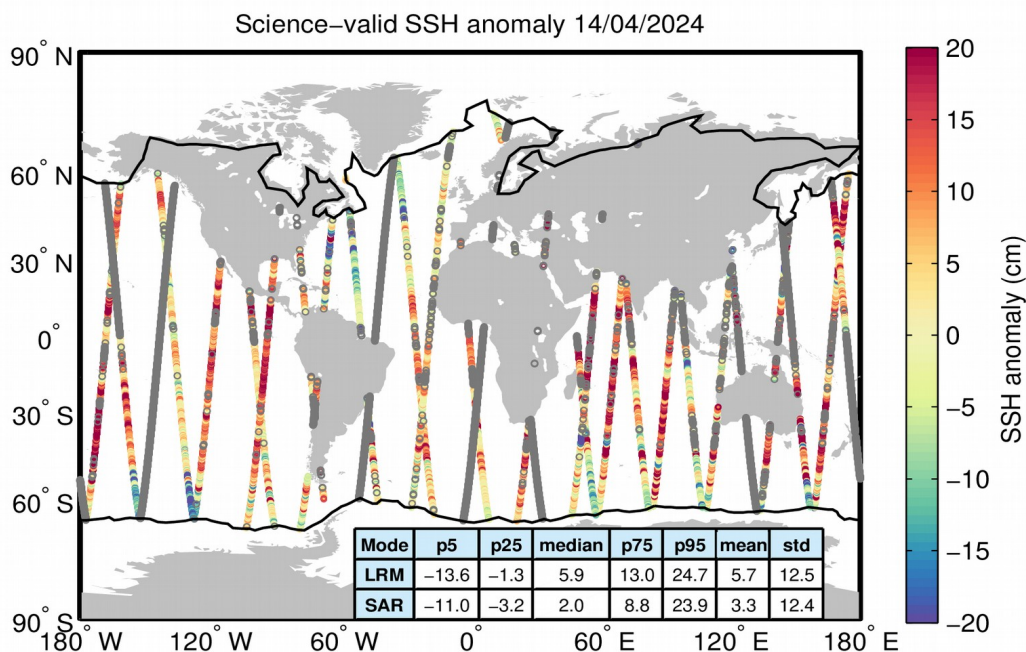 Science−valid SSH anomaly 14/04/2024
90° N
60° N
30° N
0°
30° S
60° S
90° S
180° W
120° W
60° W
0°
60° E
120° E
180° E
Mode p5 p25 median p75 p95 mean std
LRM −13.6 −1.3 5.9 13.0 24.7 5.7 12.5
SAR −11.0 −3.2 2.0 8.8 23.9 3.3 12.4
20
15
10
5
0
−5
−10
−15
−20
SSH anomaly (cm)